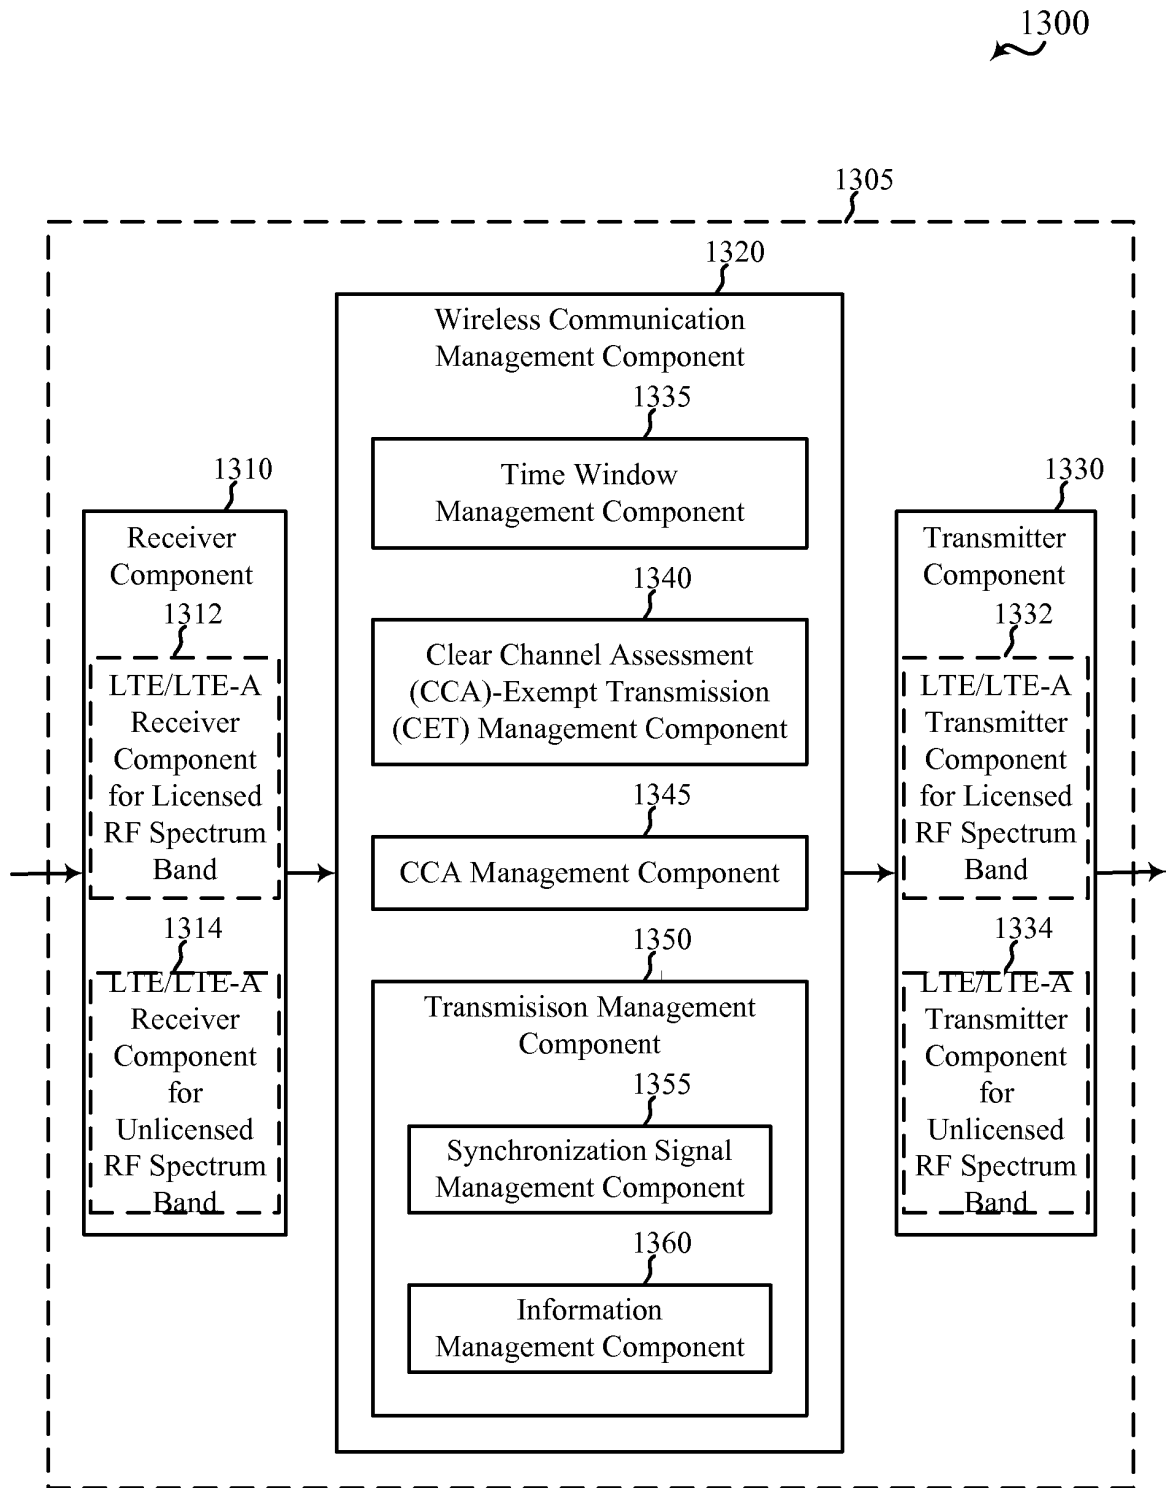 1300
1305
1320
Wireless Communication
Management Component
1335
Time Window
Management Component
1310
Receiver
Component
1330
Transmitter
Component
1340
Clear Channel Assessment
(CCA)-Exempt Transmission
(CET) Management Component
1312
LTE/LTE-A
Receiver
Component
for Licensed
RF Spectrum
Band
1332
LTE/LTE-A
Transmitter
Component
for Licensed
RF Spectrum
Band
1345
CCA Management Component
1314
LTE/LTE-A
Receiver
Component
for
Unlicensed
RF Spectrum
Band
1350
Transmisison Management
Component
1355
Synchronization Signal
Management Component
1360
Information
Management Component
1334
LTE/LTE-A
Transmitter
Component
for
Unlicensed
RF Spectrum
Band